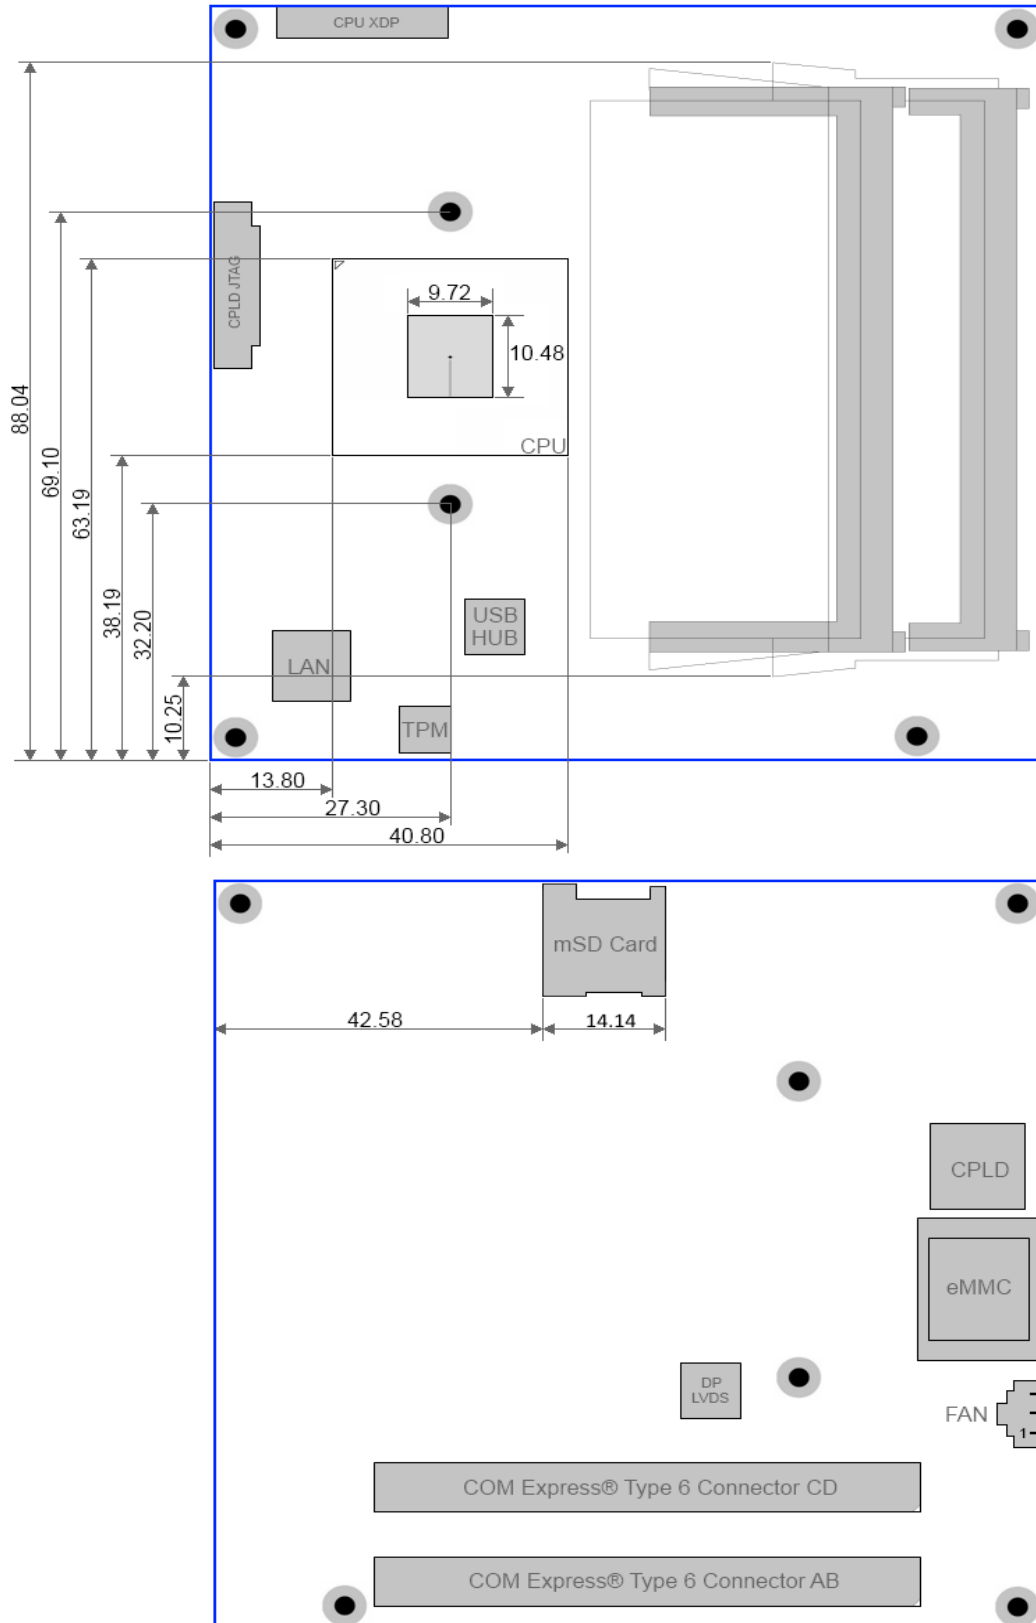 CPU XDP
CPLD JTAG
9.72
10.48
CPU
88.04
69.10
63.19
38.19
32.20
10.25
USB
HUB
LAN
TPM
13.80
27.30
40.80
mSD Card
42.58
14.14
CPLD
eMMC
DP
LVDS
FAN
1
COM Express® Type 6 Connector CD
COM Express® Type 6 Connector AB